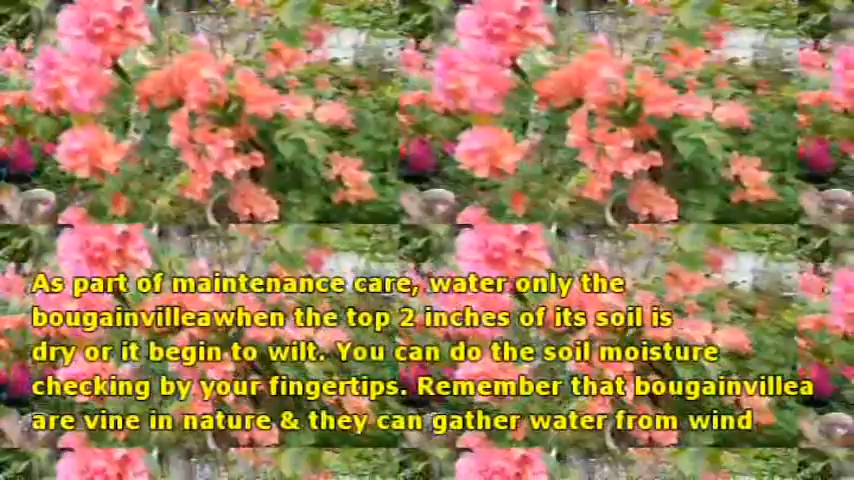 As part of maintenance care, water only the
bougainvilleawhen the top 2 inches of its soil is
dry or it begin to wilt. You can do the soil moisture
checking by your fingertips. Remember that bougainvillea
are vine in nature & they can gather water from wind